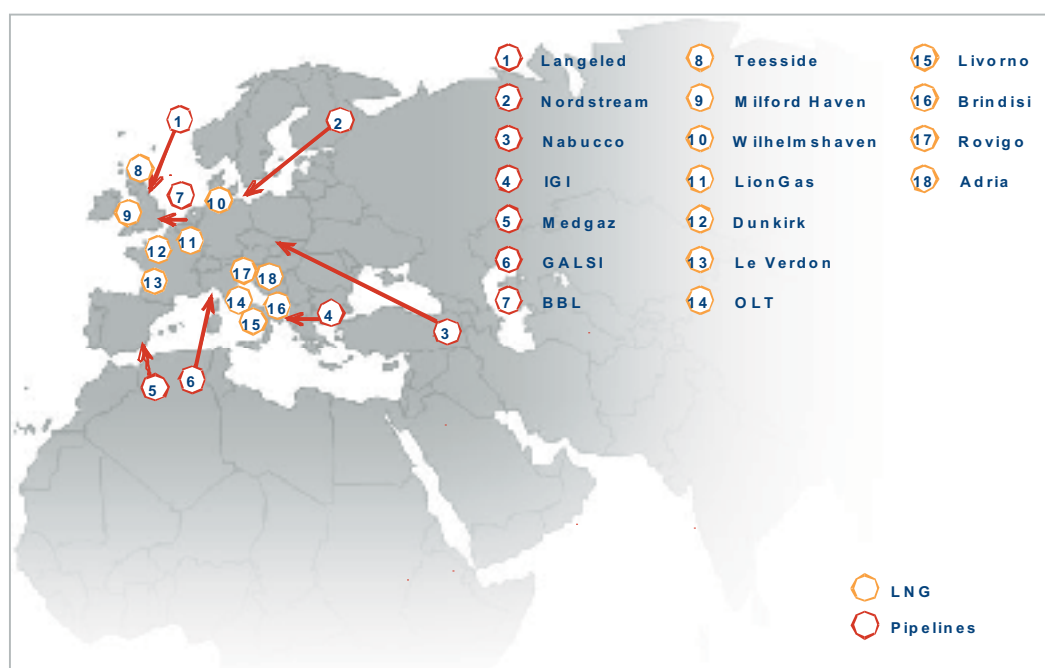 1 Langeled
2 Nordstream
3 Nabucco
4 IGI
5 Medgaz
6 GALSI
7 BBL
8 Teesside
9 Milford Haven
10 Wilhelmshaven
11 LionGas
12 Dunkirk
13 Le Verdon
14 OLT
15 Livorno
16 Brindisi
17 Rovigo
18 Adria
1
2
8
7
10
9
11
12
17
18
13
14
16
4
15
3
6
5
LNG
Pipelines